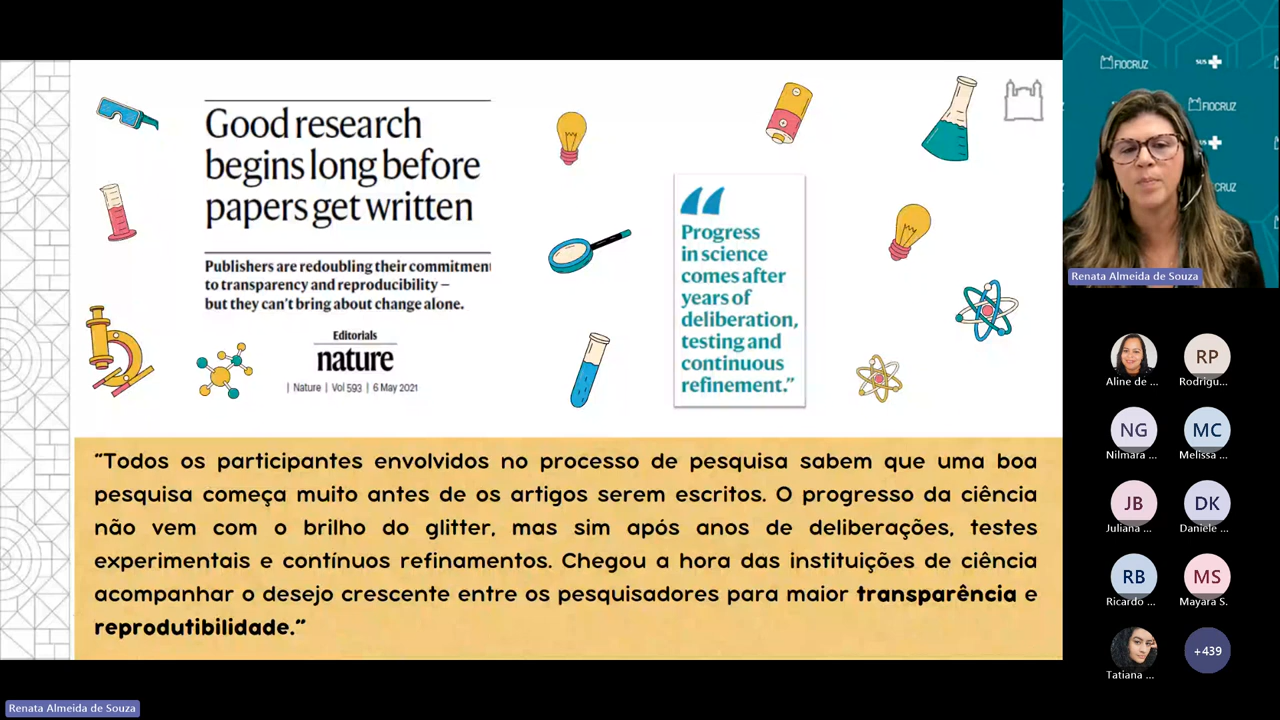 Good research
begins long before
papers get written
Publishers are redoubling their commitment
to transparency and reproducibility —
but they can't bring about change alone.
Editorials
nature
| Nature | Vol 593 | 6 May 2021
“
Progress
in science
comes after
years of
deliberation,
testing and
continuous
refinement.”
“Todos os participantes envolvidos no processo de pesquisa sabem que uma boa
pesquisa começa muito antes de os artigos serem escritos. O progresso da ciência
não vem com o brilho do glitter, mas sim após anos de deliberações, testes
experimentais e contínuos refinamentos. Chegou a hora das instituições de ciência
acompanhar o desejo crescente entre os pesquisadores para maior transparência e
reprodutibilidade.”
FIOCRUZ
SUS
FIOCRUZ
Renata Almeida de Souza
Aline de ...
RP
Rodrigu...
NG
Nilmara ...
MC
Melissa ...
JB
Juliana ...
DK
Daniele ...
RB
Ricardo ...
MS
Mayara S.
Tatiana ...
+439
Renata Almeida de Souza